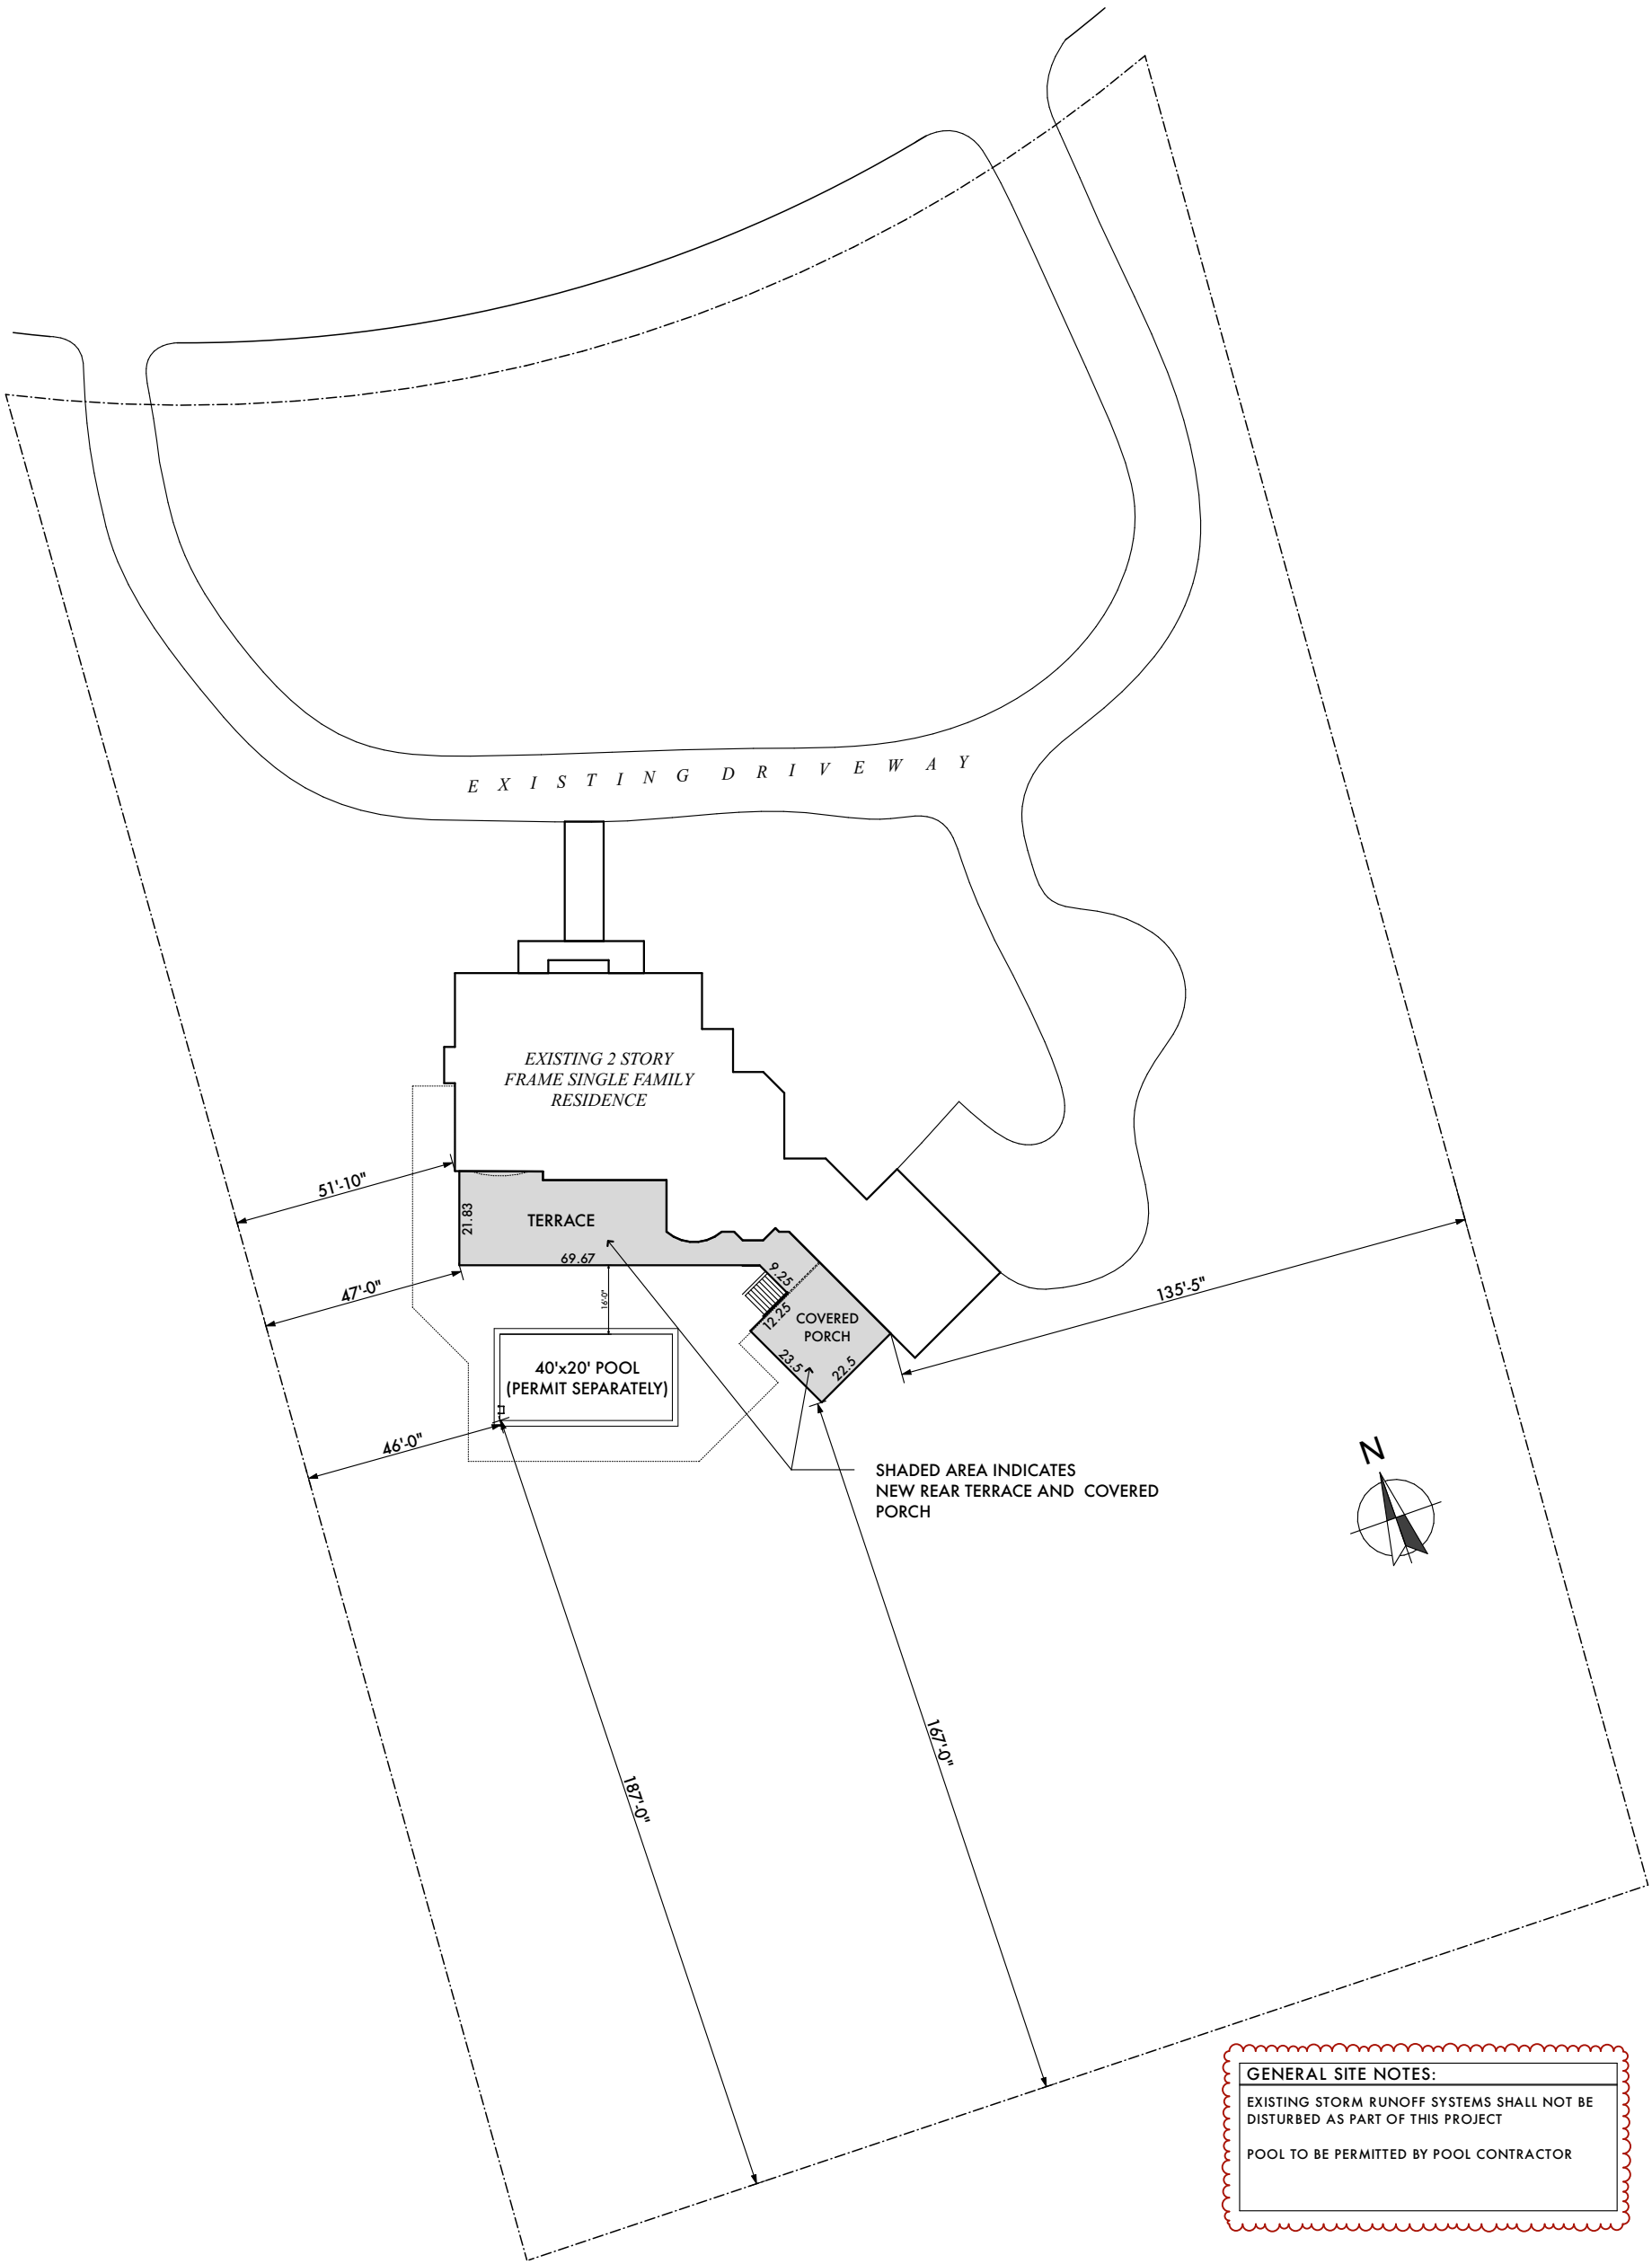 EXISTING DRIVEWAY
EXISTING 2 STORY
FRAME SINGLE FAMILY
RESIDENCE
51'-10"
21.83
TERRACE
69.67
47'-0"
16'-0"
9.25
12.25
COVERED
PORCH
23.5
22.5
135'-5"
40'x20' POOL
(PERMIT SEPARATELY)
46'-0"
N
SHADED AREA INDICATES
NEW REAR TERRACE AND COVERED
PORCH
187'-0"
167'-0"
GENERAL SITE NOTES:
EXISTING STORM RUNOFF SYSTEMS SHALL NOT BE
DISTURBED AS PART OF THIS PROJECT
POOL TO BE PERMITTED BY POOL CONTRACTOR